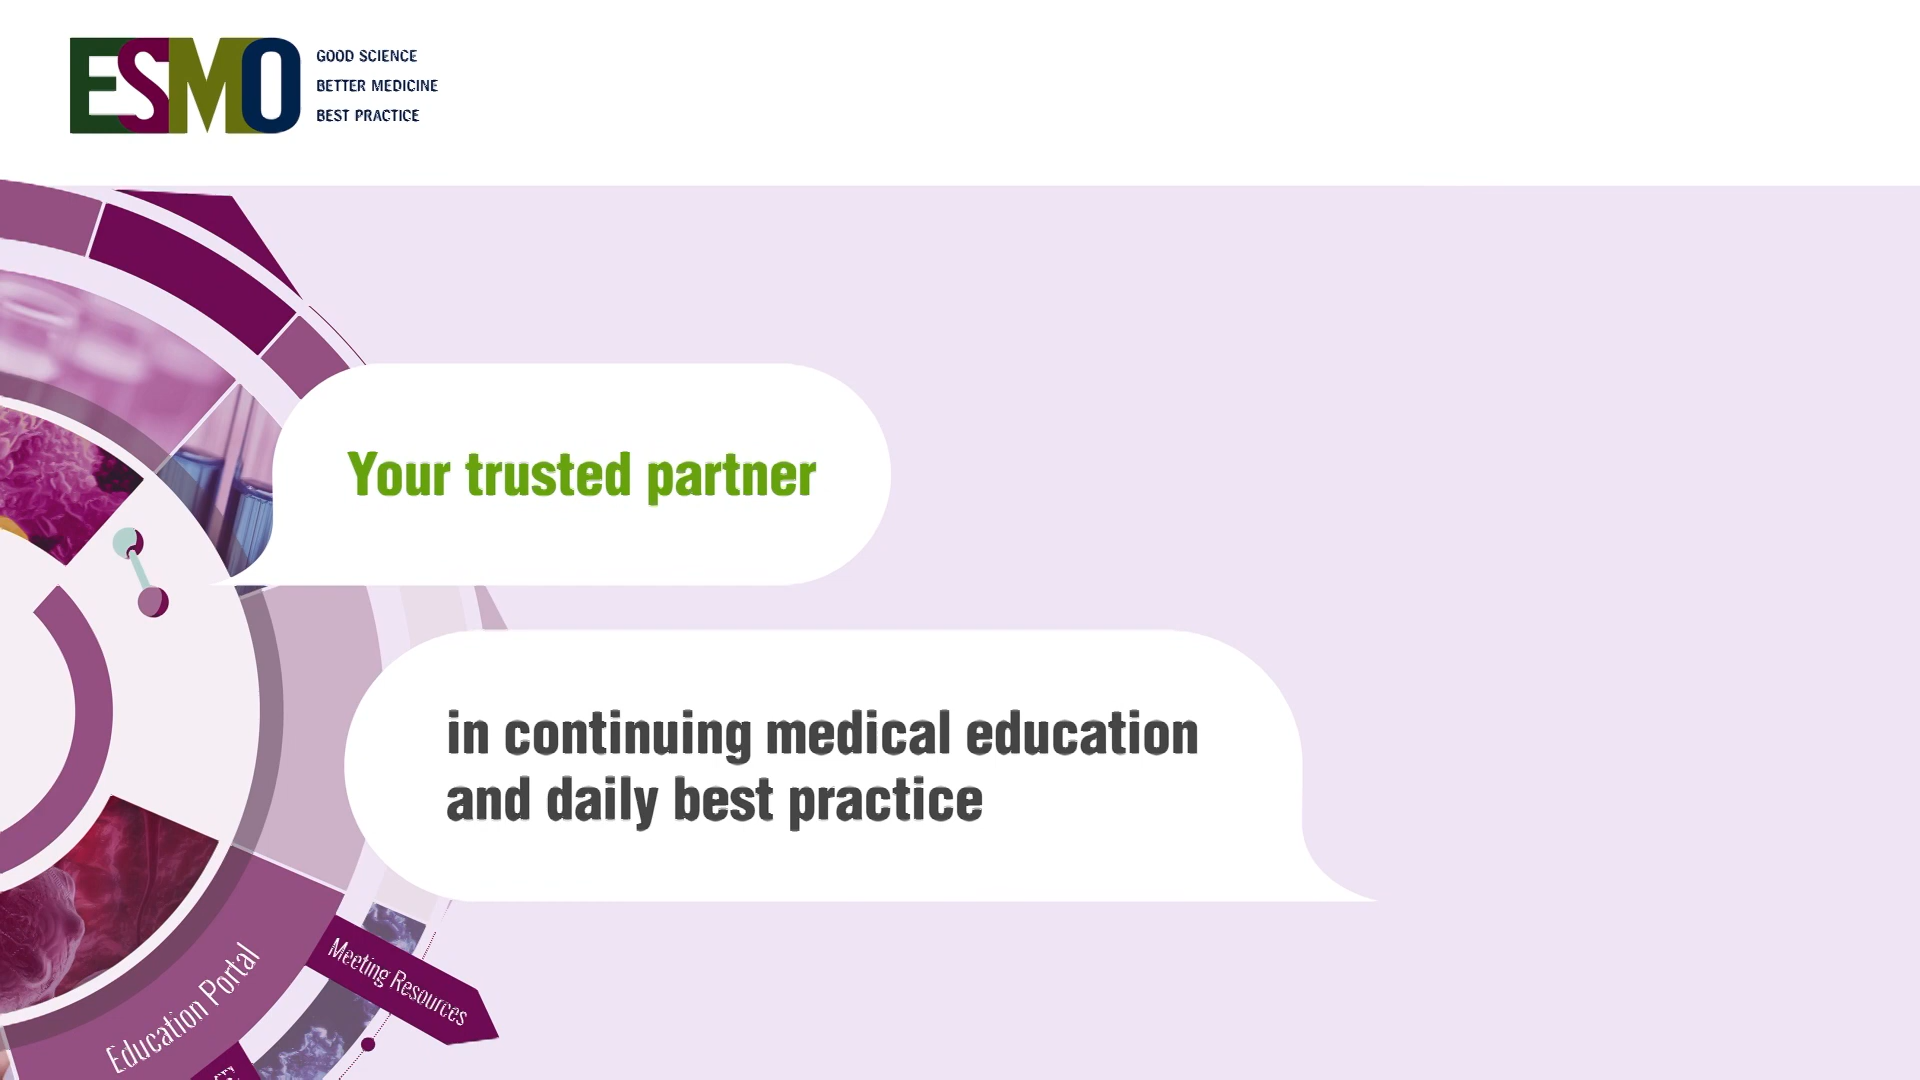 ESMO
GOOD SCIENCE
BETTER MEDICINE
BEST PRACTICE
Your trusted partner
in continuing medical education
and daily best practice
Education Portal
Meeting Resources